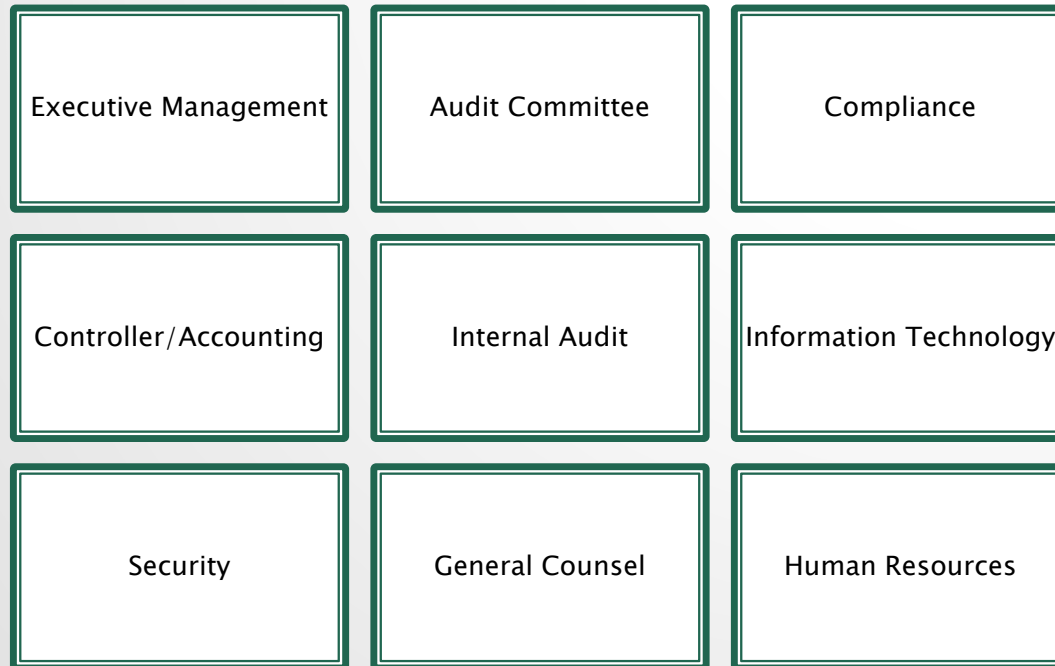 Executive Management
Audit Committee
Compliance
Controller/Accounting
Internal Audit
Information Technology
Security
General Counsel
Human Resources